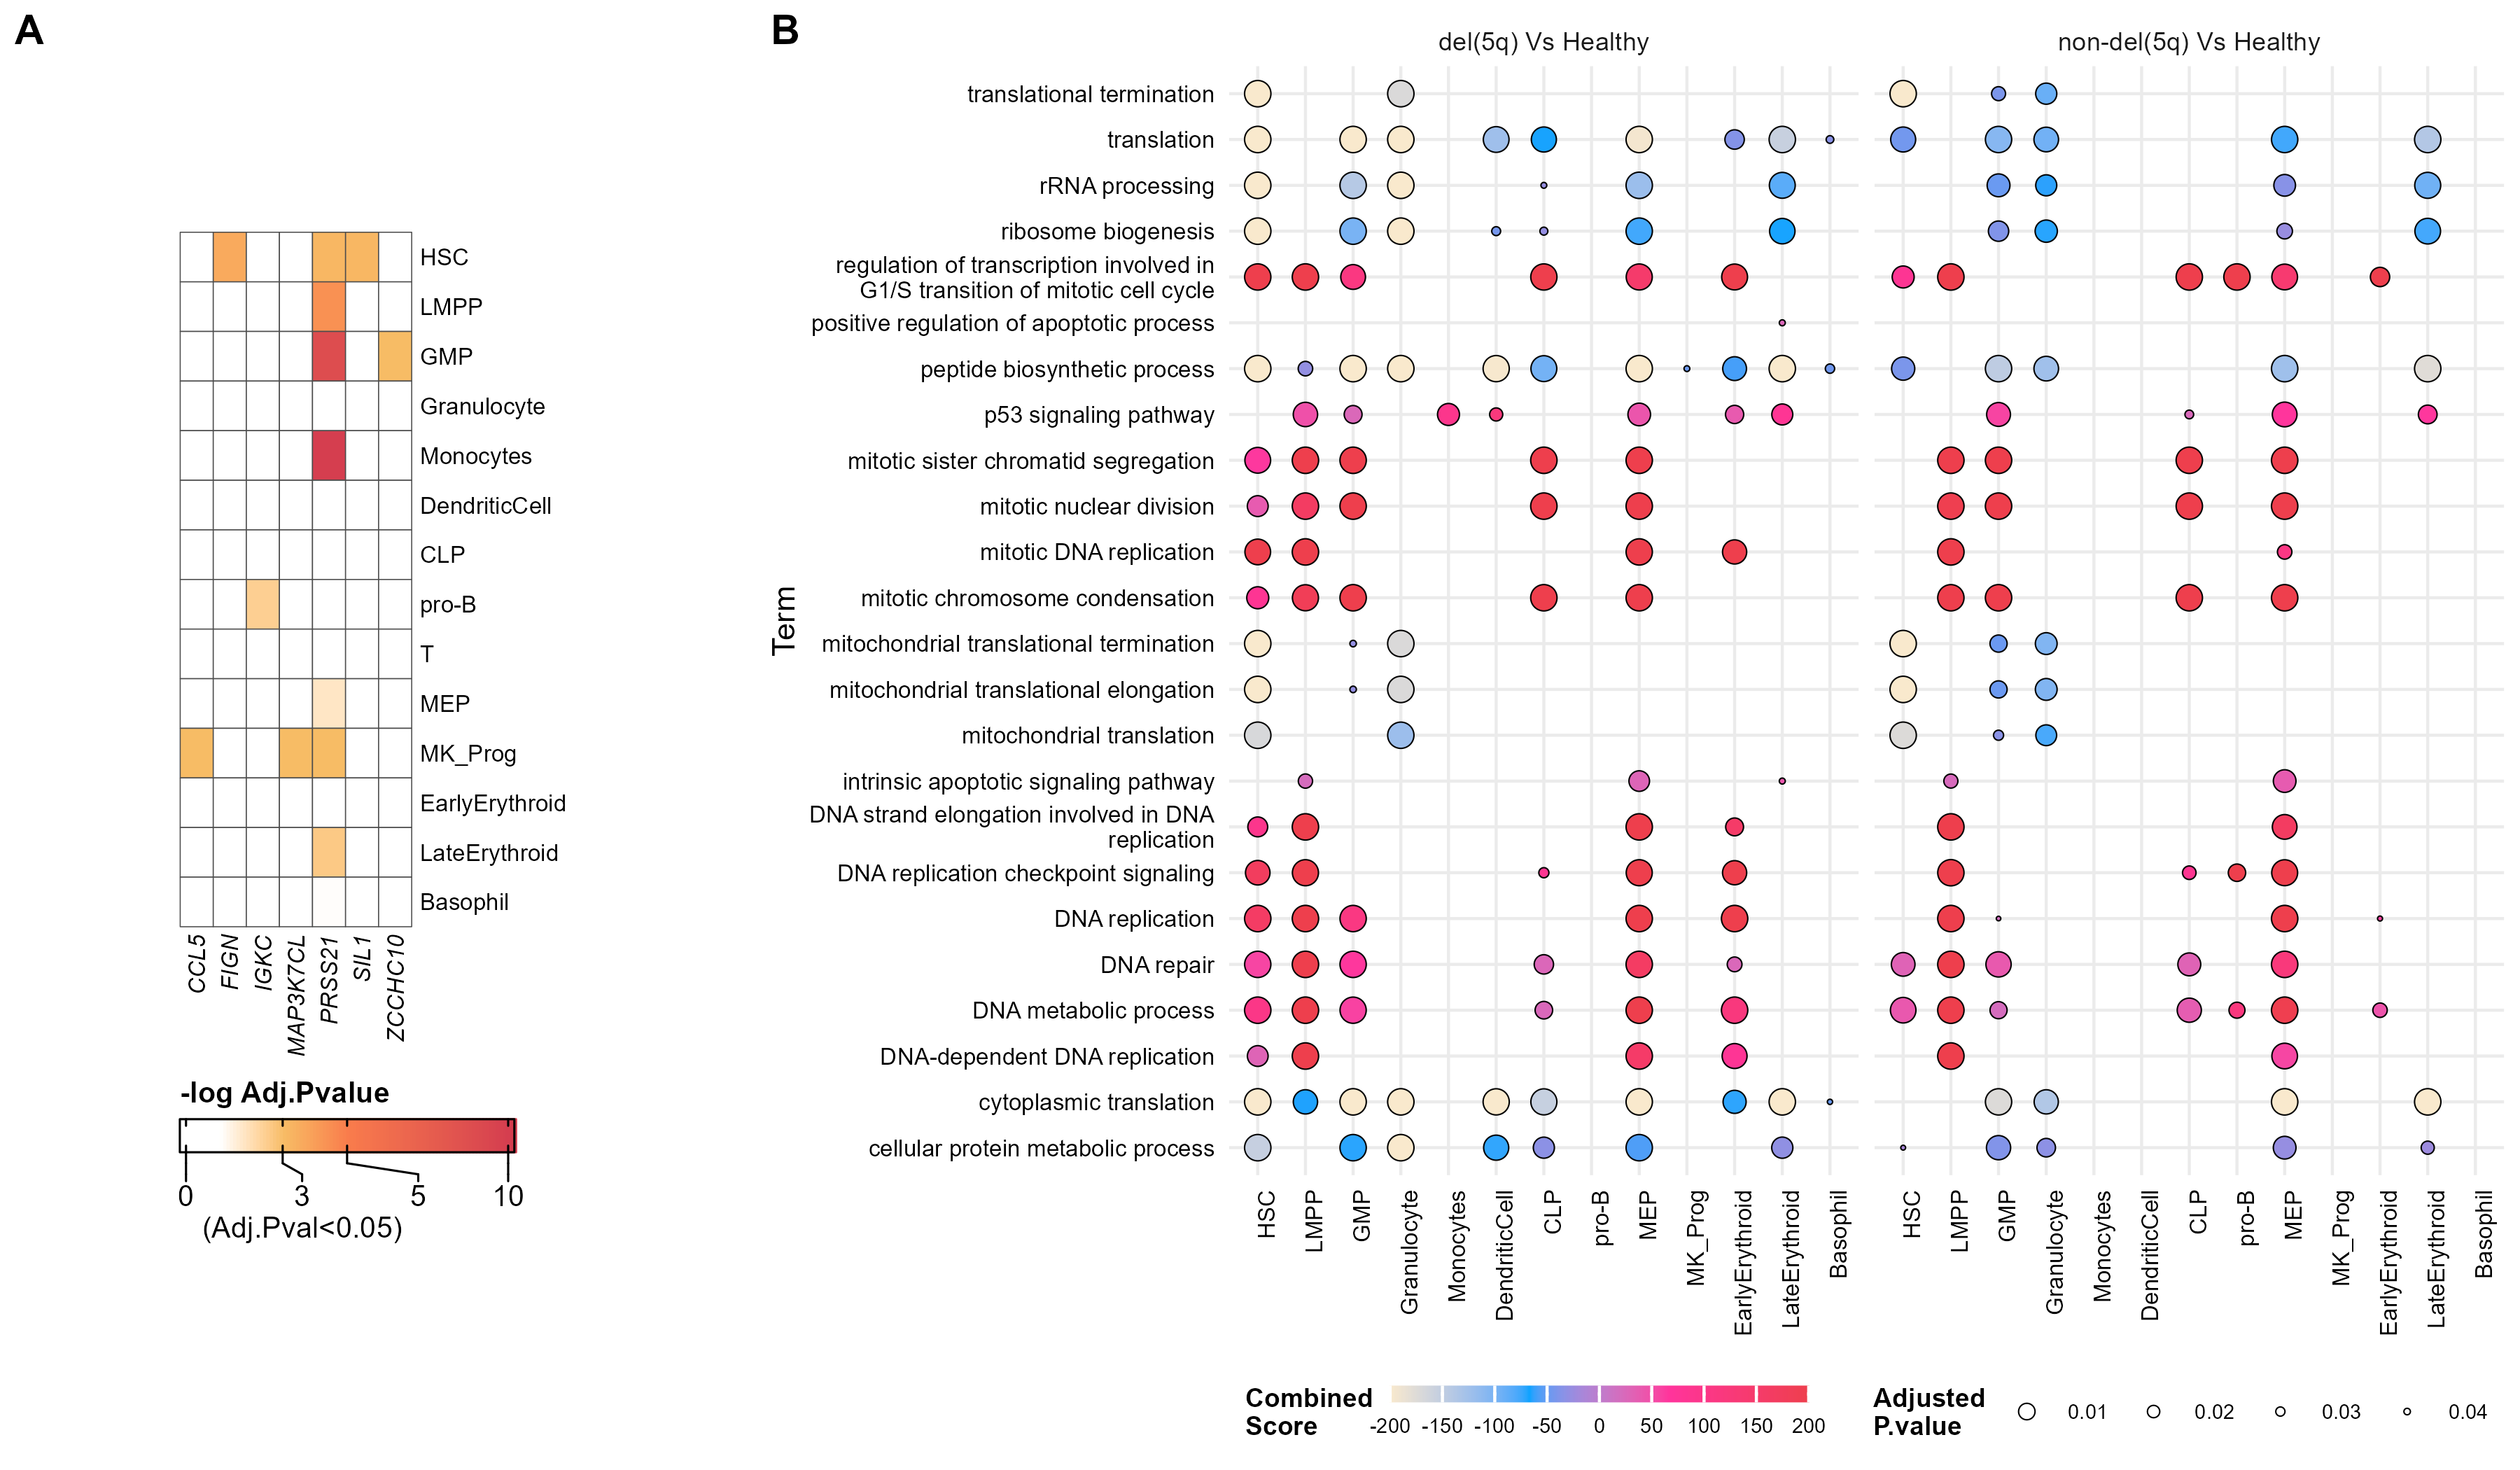 A
HSC
LMPP
GMP
Granulocyte
Monocytes
DendriticCell
CLP
pro-B
T
MEP
MK_Prog
EarlyErythroid
LateErythroid
Basophil
CCL5
FIGN
IGKC
MAP3K7CL
PRSS21
SIL1
ZCCHC10
-log Adj.Pvalue
0 3 5 10
(Adj.Pval<0.05)
B
del(5q) Vs Healthy
non-del(5q) Vs Healthy
Term
translational termination
translation
rRNA processing
ribosome biogenesis
regulation of transcription involved in
G1/S transition of mitotic cell cycle
positive regulation of apoptotic process
peptide biosynthetic process
p53 signaling pathway
mitotic sister chromatid segregation
mitotic nuclear division
mitotic DNA replication
mitotic chromosome condensation
mitochondrial translational termination
mitochondrial translational elongation
mitochondrial translation
intrinsic apoptotic signaling pathway
DNA strand elongation involved in DNA
replication
DNA replication checkpoint signaling
DNA replication
DNA repair
DNA metabolic process
DNA-dependent DNA replication
cytoplasmic translation
cellular protein metabolic process
HSC
LMPP
GMP
Granulocyte
Monocytes
DendriticCell
CLP
pro-B
MEP
MK_Prog
EarlyErythroid
LateErythroid
Basophil
HSC
LMPP
GMP
Granulocyte
Monocytes
DendriticCell
CLP
pro-B
MEP
MK_Prog
EarlyErythroid
LateErythroid
Basophil
Combined
Score
-200 -150 -100 -50 0 50 100 150 200
Adjusted
P.value
0.01 0.02 0.03 0.04